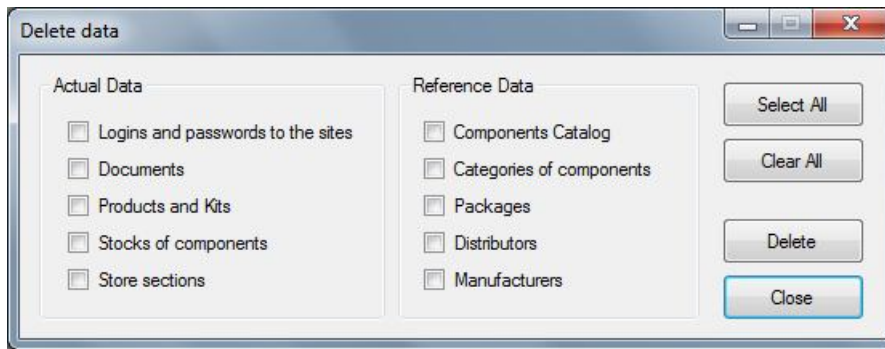 Delete data
Actual Data
Logins and passwords to the sites
Documents
Products and Kits
Stocks of components
Store sections
Reference Data
Components Catalog
Categories of components
Packages
Distributors
Manufacturers
Select All
Clear All
Delete
Close